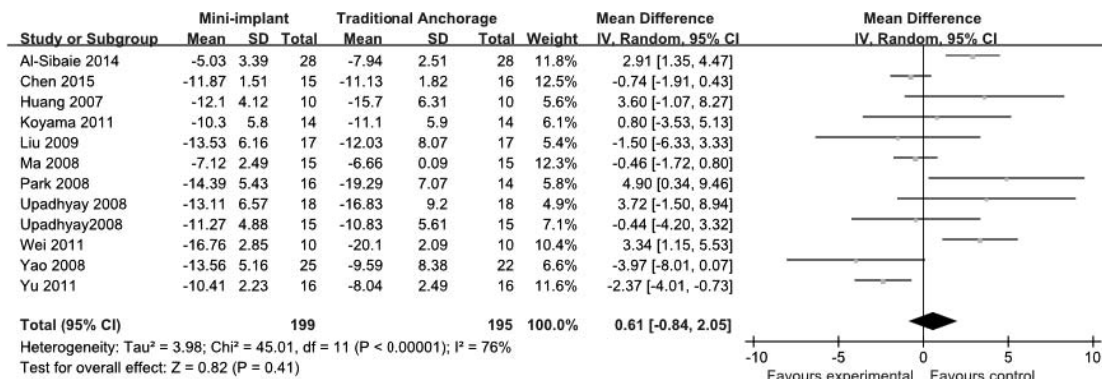 Mini-implant Traditional Anchorage Mean Difference Mean Difference
Study or Subgroup Mean SD Total Mean SD Total Weight IV, Random, 95% CI IV, Random, 95% CI
Al-Sibaie 2014 -5.03 3.39 28 -7.94 2.51 28 11.8% 2.91 [1.35, 4.47]
Chen 2015 -11.87 1.51 15 -11.13 1.82 16 12.5% -0.74 [-1.91, 0.43]
Huang 2007 -12.1 4.12 10 -15.7 6.31 10 5.6% 3.60 [-1.07, 8.27]
Koyama 2011 -10.3 5.8 14 -11.1 5.9 14 6.1% 0.80 [-3.53, 5.13]
Liu 2009 -13.53 6.16 17 -12.03 8.07 17 5.4% -1.50 [-6.33, 3.33]
Ma 2008 -7.12 2.49 15 -6.66 0.09 15 12.3% -0.46 [-1.72, 0.80]
Park 2008 -14.39 5.43 16 -19.29 7.07 14 5.8% 4.90 [0.34, 9.46]
Upadhyay 2008 -13.11 6.57 18 -16.83 9.2 18 4.9% 3.72 [-1.50, 8.94]
Upadhyay2008 -11.27 4.88 15 -10.83 5.61 15 7.1% -0.44 [-4.20, 3.32]
Wei 2011 -16.76 2.85 10 -20.1 2.09 10 10.4% 3.34 [1.15, 5.53]
Yao 2008 -13.56 5.16 25 -9.59 8.38 22 6.6% -3.97 [-8.01, 0.07]
Yu 2011 -10.41 2.23 16 -8.04 2.49 16 11.6% -2.37 [-4.01, -0.73]
Total (95% CI) 199 195 100.0% 0.61 [-0.84, 2.05]
Heterogeneity: Tau² = 3.98; Chi² = 45.01, df = 11 (P < 0.00001); I² = 76%
Test for overall effect: Z = 0.82 (P = 0.41)
-10 -5 0 5 10
Favours experimental Favours control